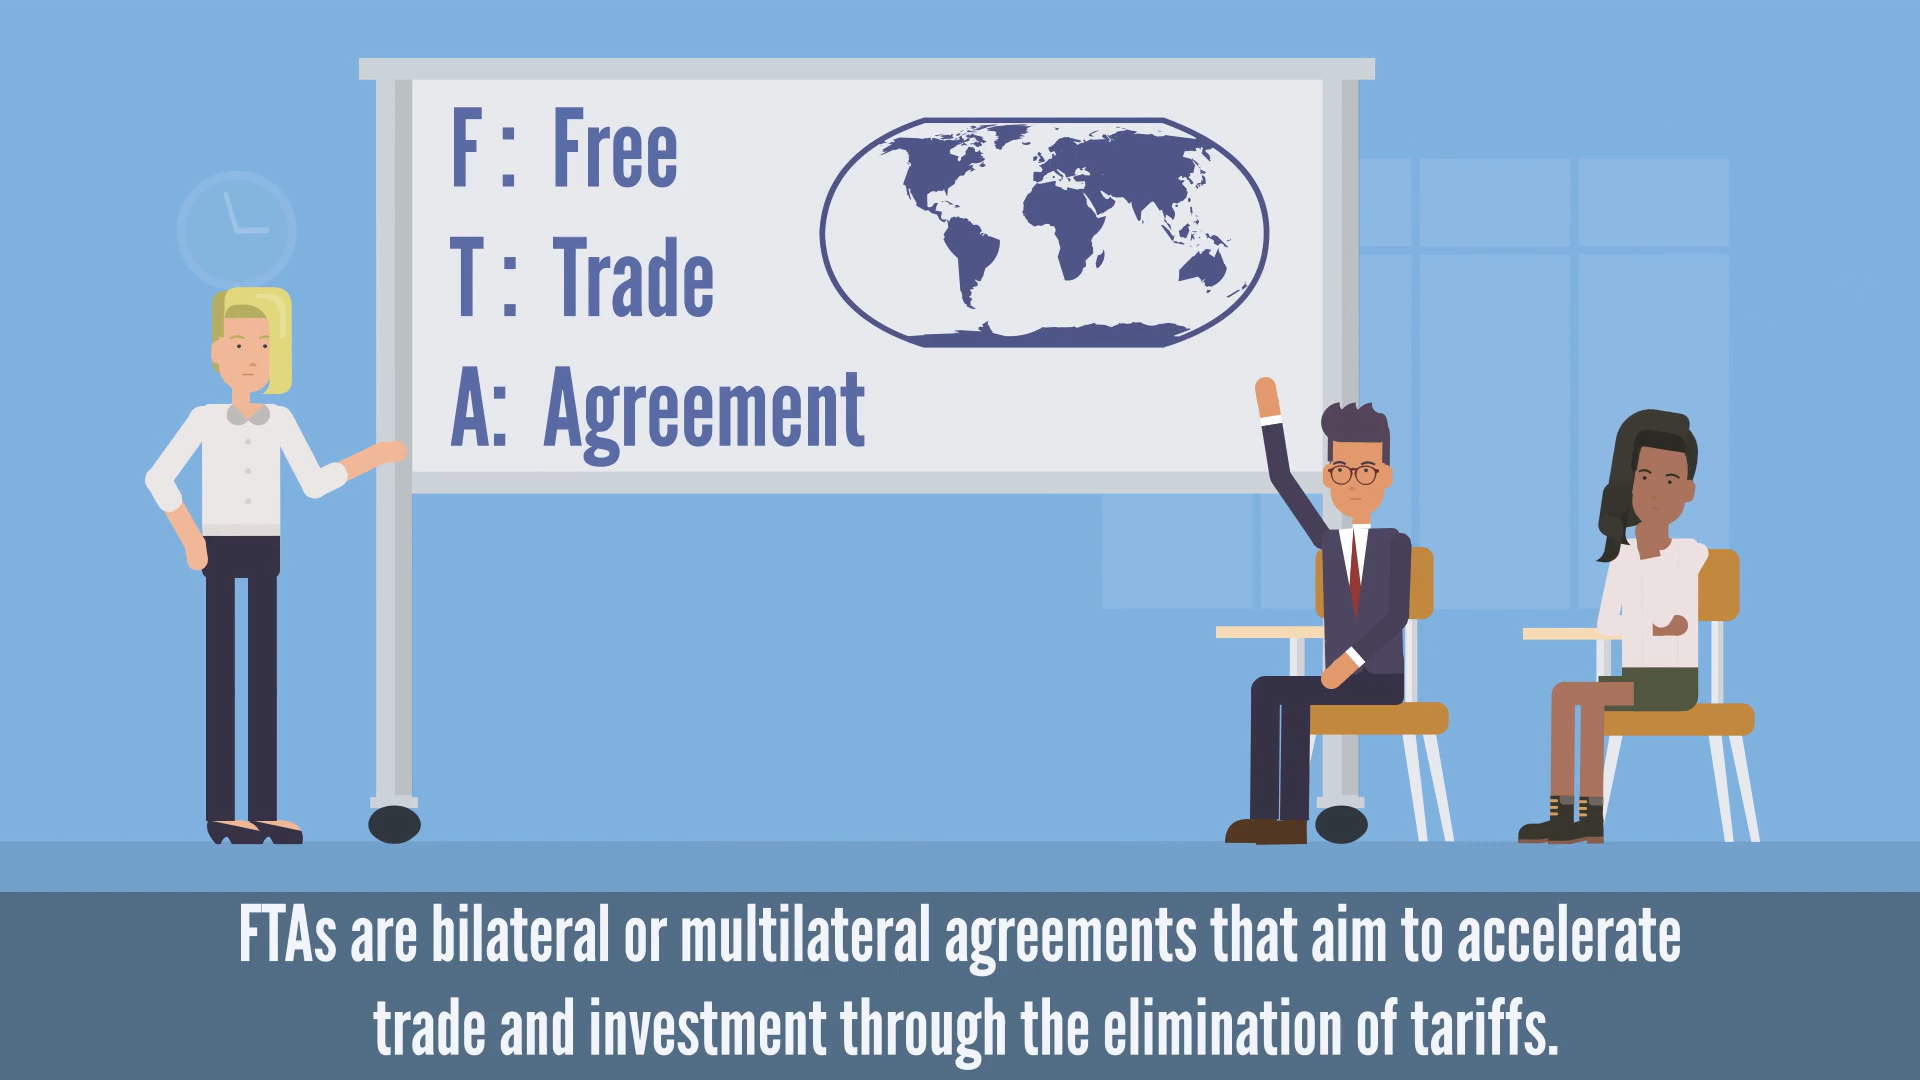 F : Free
T : Trade
A: Agreement
FTAs are bilateral or multilateral agreements that aim to accelerate
trade and investment through the elimination of tariffs.